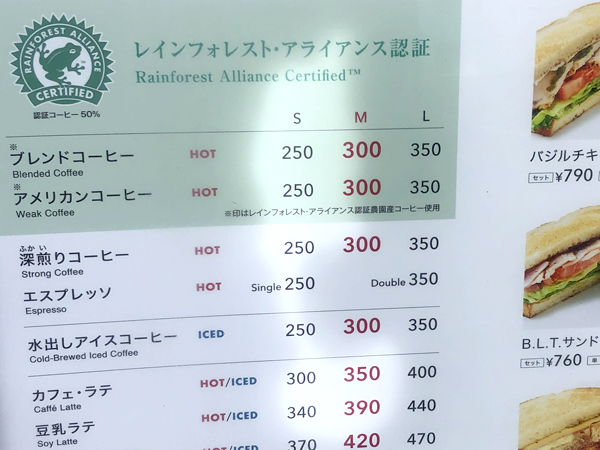 RAINFOREST ALLIANCE
CERTIFIED
認証コーヒー 50%
レインフォレスト・アライアンス認証
Rainforest Alliance Certified™
S M L
※
ブレンドコーヒー HOT 250 300 350
Blended Coffee
※
アメリカンコーヒー HOT 250 300 350
Weak Coffee
※印はレインフォレスト・アライアンス認証農園産コーヒー使用
ふか い
深煎りコーヒー HOT 250 300 350
Strong Coffee
エスプレッソ HOT Single 250 Double 350
Espresso
水出しアイスコーヒー ICED 250 300 350
Cold-Brewed Iced Coffee
カフェ・ラテ HOT/ICED 300 350 400
Caffé Latte
豆乳ラテ HOT/ICED 340 390 440
Soy Latte
HOT/ICED 370 420 470
バジルチキ
セット ¥790
B.L.T.サンド
セット ¥760 単